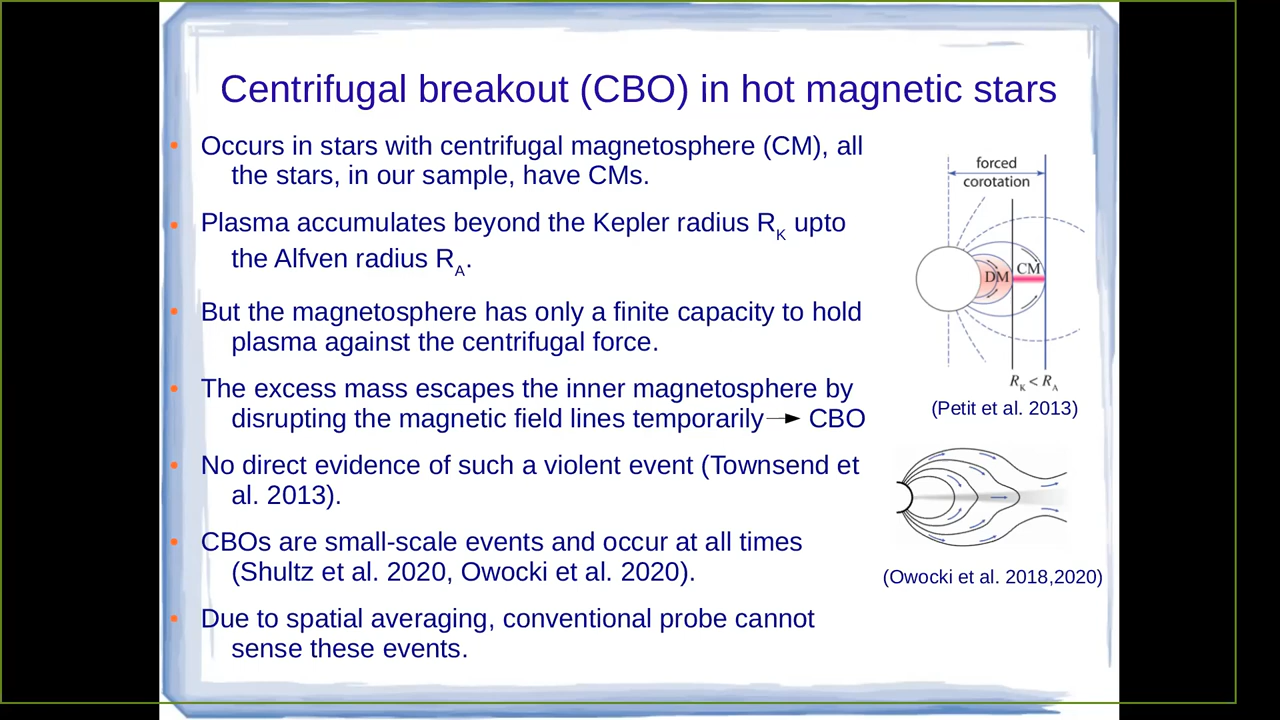 Centrifugal breakout (CBO) in hot magnetic stars
• Occurs in stars with centrifugal magnetosphere (CM), all
the stars, in our sample, have CMs.
• Plasma accumulates beyond the Kepler radius RK upto
the Alfven radius RA.
• But the magnetosphere has only a finite capacity to hold
plasma against the centrifugal force.
• The excess mass escapes the inner magnetosphere by
disrupting the magnetic field lines temporarily → CBO
• No direct evidence of such a violent event (Townsend et
al. 2013).
• CBOs are small-scale events and occur at all times
(Shultz et al. 2020, Owocki et al. 2020).
• Due to spatial averaging, conventional probe cannot
sense these events.
forced
corotation
DM CM
RK < RA
(Petit et al. 2013)
(Owocki et al. 2018,2020)